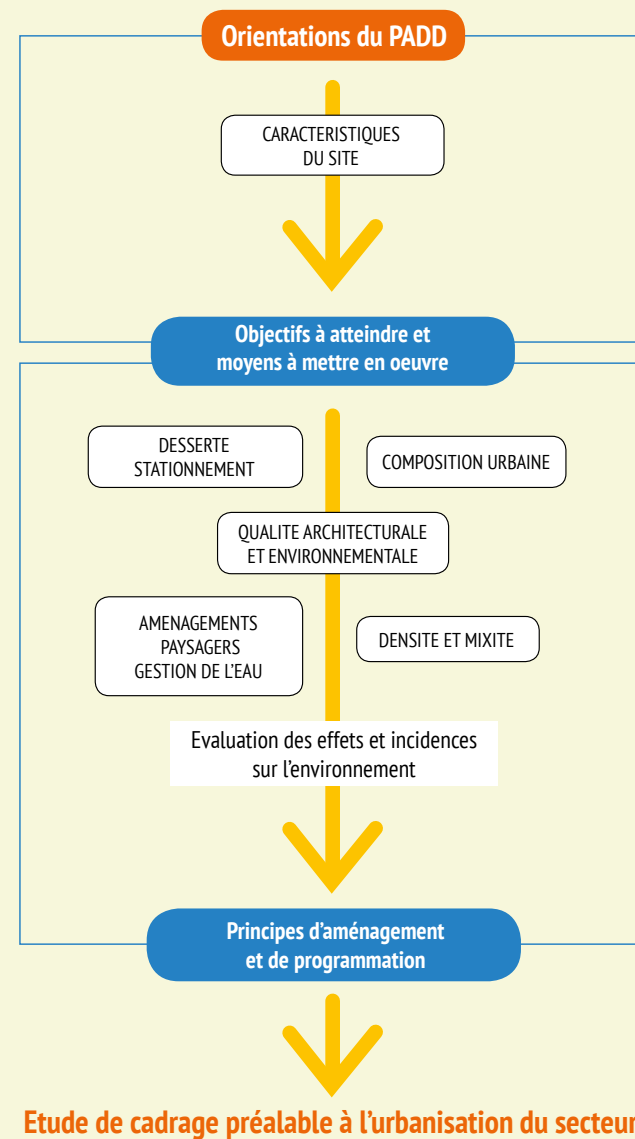 Orientations du PADD
CARACTERISTIQUES
DU SITE
Objectifs à atteindre et
moyens à mettre en oeuvre
DESSERTE
STATIONNEMENT
COMPOSITION URBAINE
QUALITE ARCHITECTURALE
ET ENVIRONNEMENTALE
AMENAGEMENTS
PAYSAGERS
GESTION DE L'EAU
DENSITE ET MIXITE
Evaluation des effets et incidences
sur l'environnement
Principes d'aménagement
et de programmation
Etude de cadrage préalable à l'urbanisation du secteur